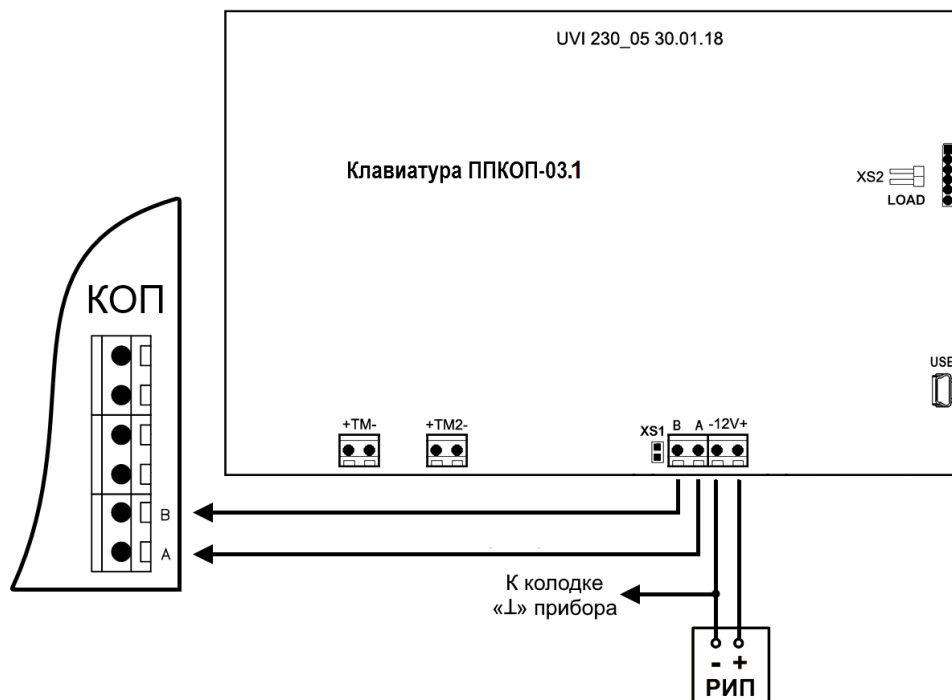 UVI 230_05 30.01.18
Клавиатура ППКОП-03.1
XS2
LOAD
КОП
USB
+TM-
+TM2-
XS1
B A -12V+
B
A
К колодке
«⊥» прибора
- +
РИП